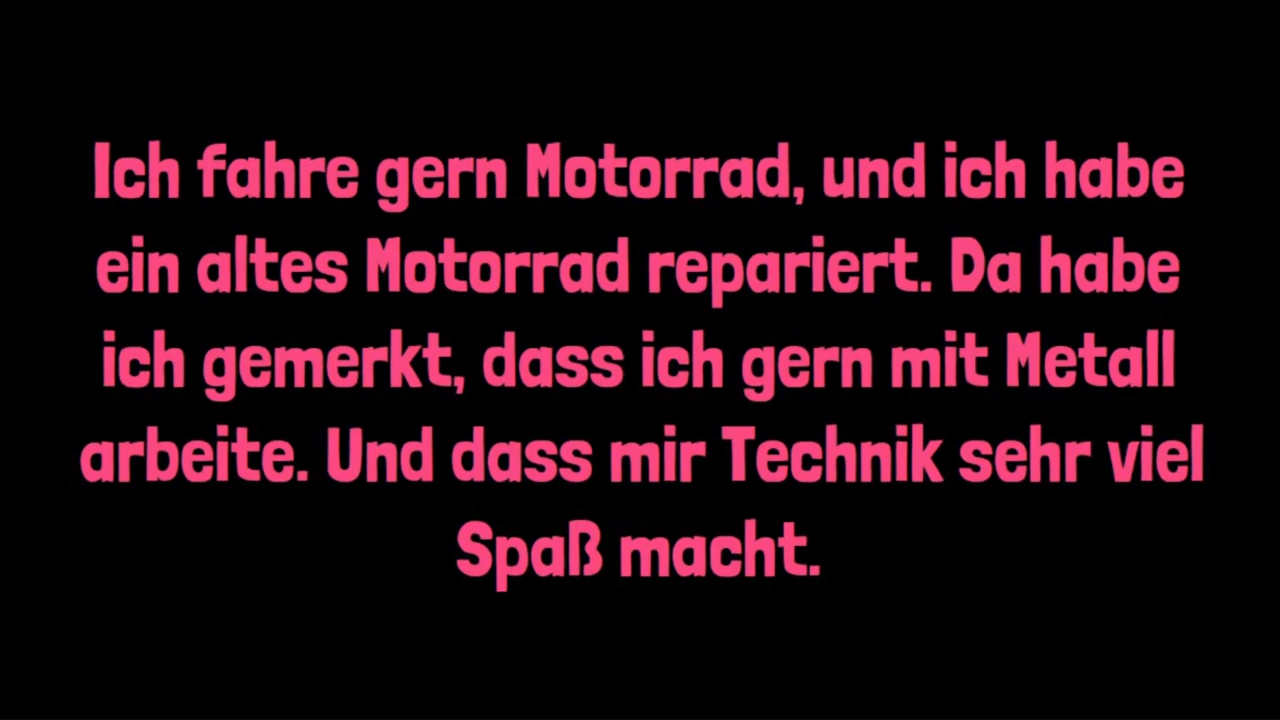 Ich fahre gern Motorrad, und ich habe
ein altes Motorrad repariert. Da habe
ich gemerkt, dass ich gern mit Metall
arbeite. Und dass mir Technik sehr viel
Spaß macht.